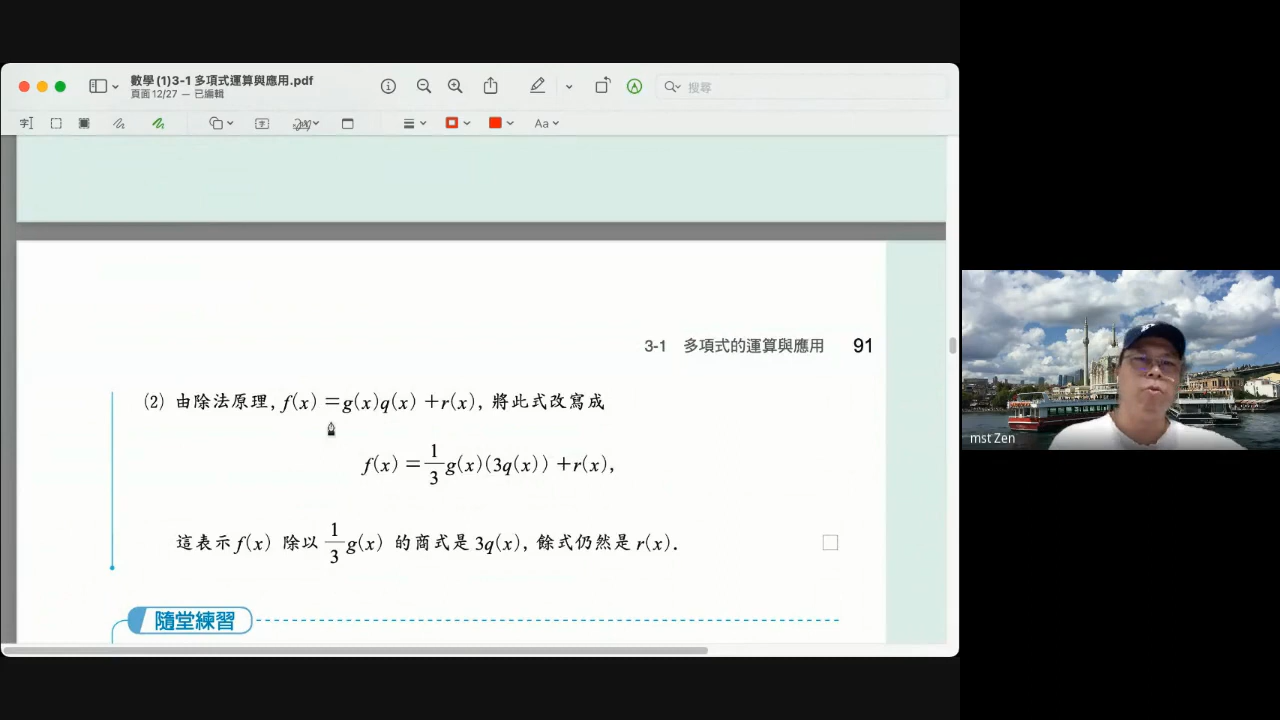 數學(1)3-1 多項式運算與應用.pdf
頁面 12/27 — 已編輯
搜尋
字
Aa
3-1 多項式的運算與應用 91
(2) 由除法原理, f(x) =g(x)q(x) +r(x), 將此式改寫成
f(x) = 1/3 g(x)(3q(x)) +r(x),
這表示 f(x) 除以 1/3 g(x) 的商式是 3q(x), 餘式仍然是 r(x).
隨堂練習
mst Zen